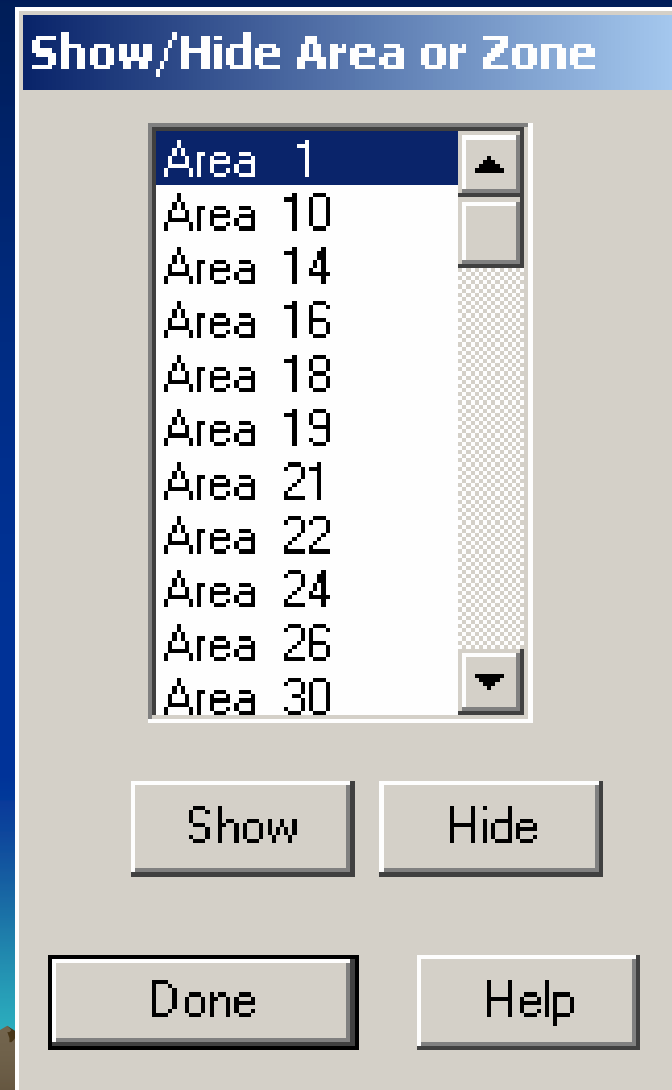 Show/Hide Area or Zone
Area 1
Area 10
Area 14
Area 16
Area 18
Area 19
Area 21
Area 22
Area 24
Area 26
Area 30
Show Hide
Done Help